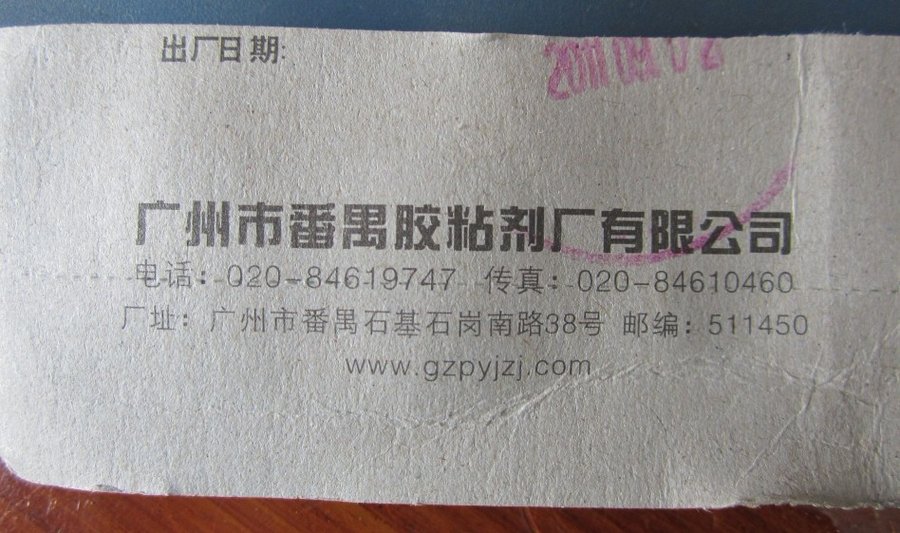 出厂日期:
广州市番禺胶粘剂厂有限公司
电话：020-84619747 传真：020-84610460
厂址：广州市番禺石基石岗南路38号 邮编：511450
www.gzpyjzj.com